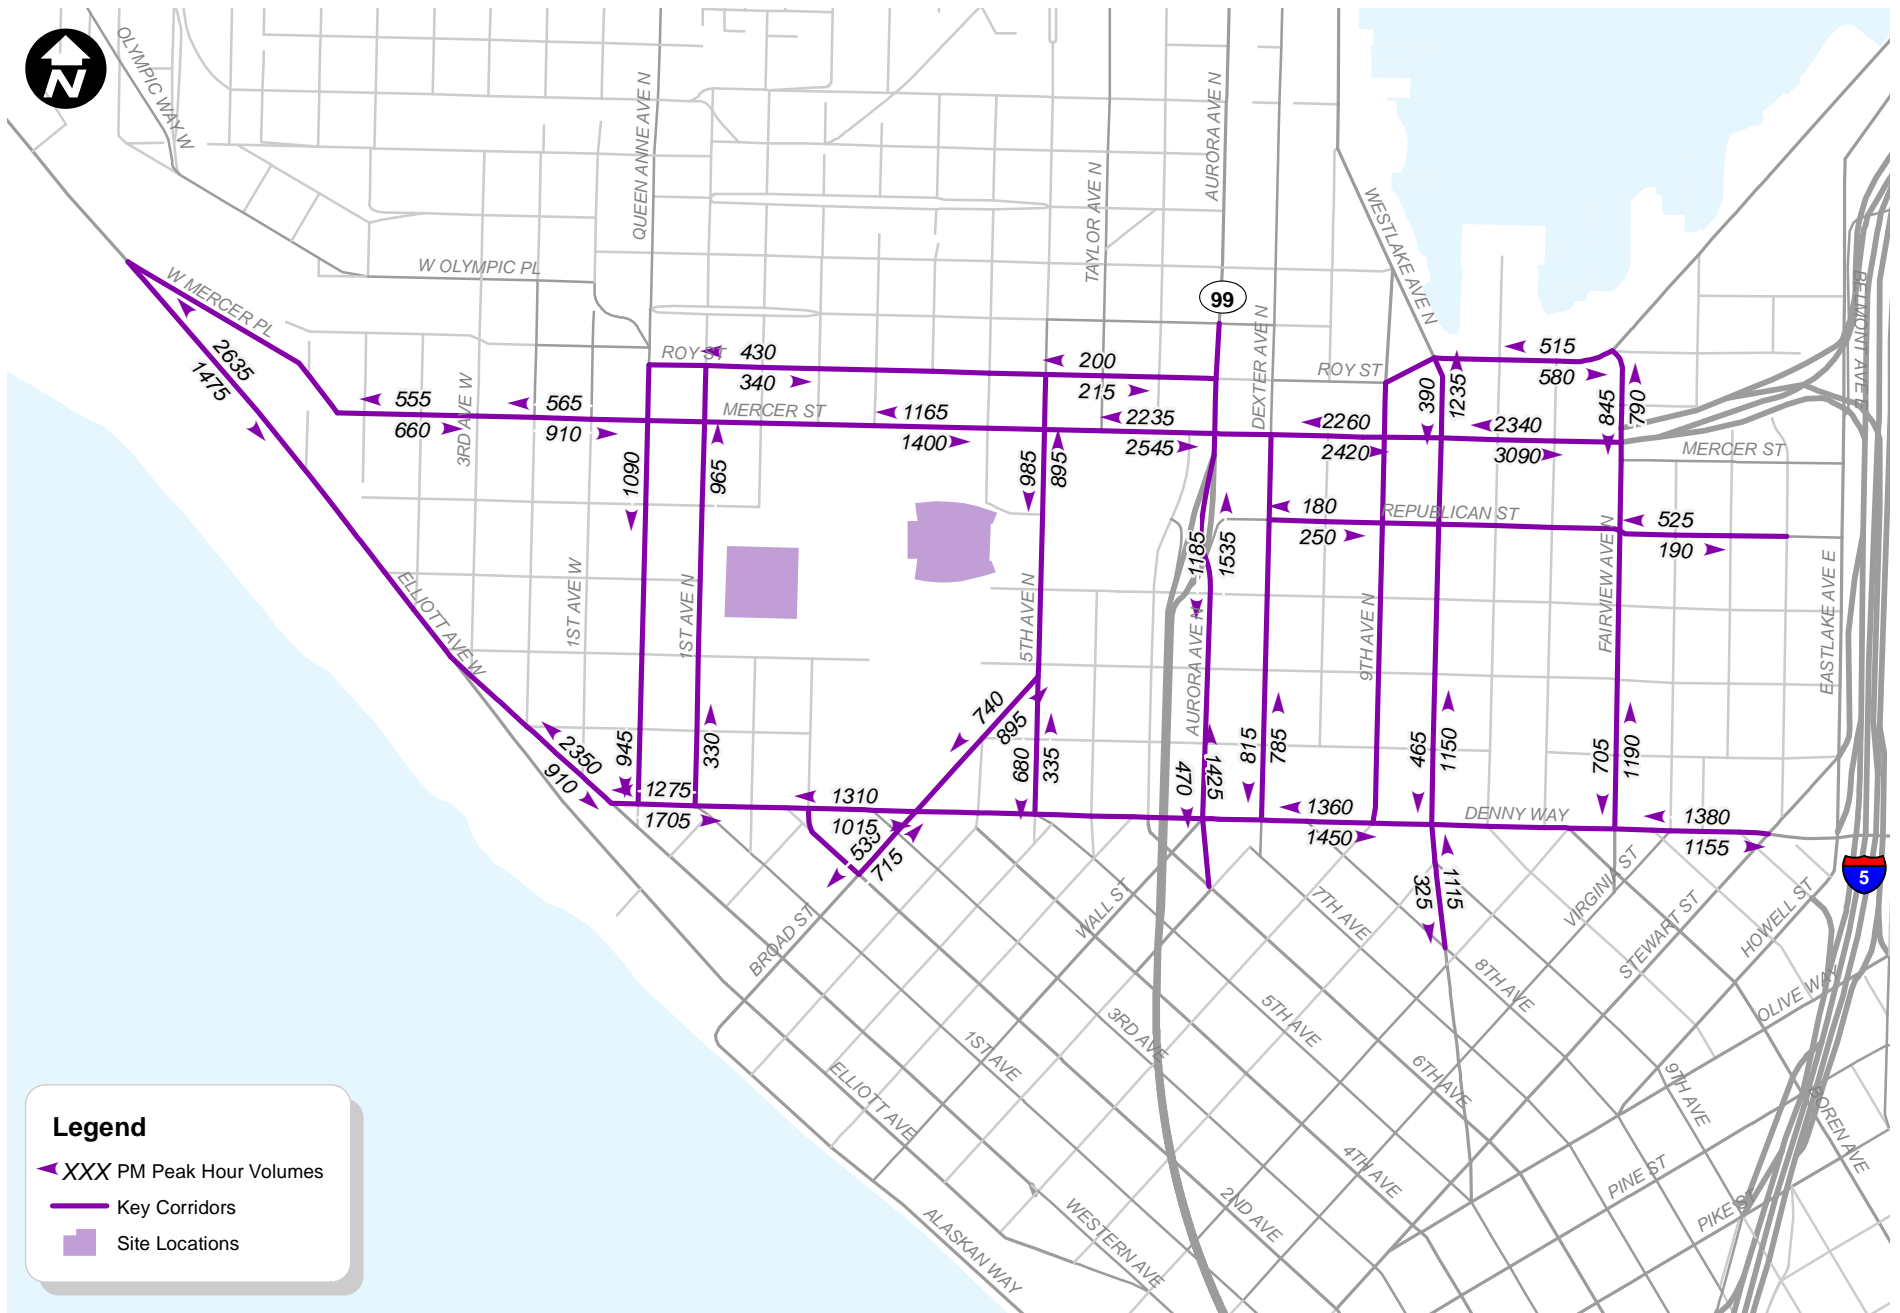 N
OLYMPIC WAY W
QUEEN ANNE AVE N
TAYLOR AVE N
AURORA AVE N
WESTLAKE AVE N
BELMONT AVE E
W OLYMPIC PL
W MERCER PL
99
DEXTER AVE N
2635
1475
ROY ST
430
340
200
215
ROY ST
515
580
390
1235
845
790
555
660
3RD AVE W
565
910
MERCER ST
1165
1400
2235
2545
2260
2420
2340
3090
MERCER ST
1090
965
985
895
180
250
REPUBLICAN ST
525
190
1185
1535
ELLIOTT AVE W
1ST AVE W
1ST AVE N
5TH AVE N
AURORA AVE N
9TH AVE N
FAIRVIEW AVE N
EASTLAKE AVE E
2350
910
945
330
740
895
680
335
470
1425
815
785
465
1150
705
1190
1275
1705
1310
1015
1360
1450
DENNY WAY
1380
1155
715
325
1115
5
BROAD ST
WALL ST
7TH AVE
8TH AVE
VIRGINIA ST
STEWART ST
HOWELL ST
OLIVE WAY
ELLIOTT AVE
1ST AVE
3RD AVE
5TH AVE
6TH AVE
9TH AVE
BOREN AVE
ALASKAN WAY
WESTERN AVE
2ND AVE
4TH AVE
PINE ST
PIKE ST
Legend
XXX PM Peak Hour Volumes
Key Corridors
Site Locations